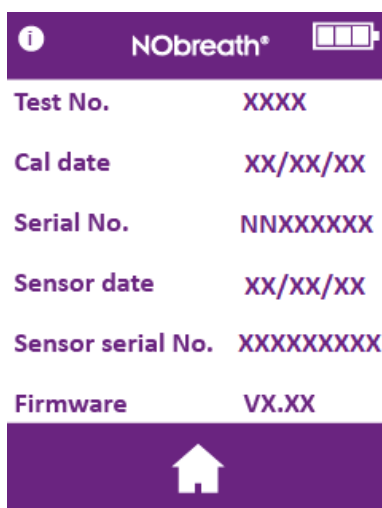 i NObreath®
Test No. XXXX
Cal date XX/XX/XX
Serial No. NNXXXXXX
Sensor date XX/XX/XX
Sensor serial No. XXXXXXXXX
Firmware VX.XX